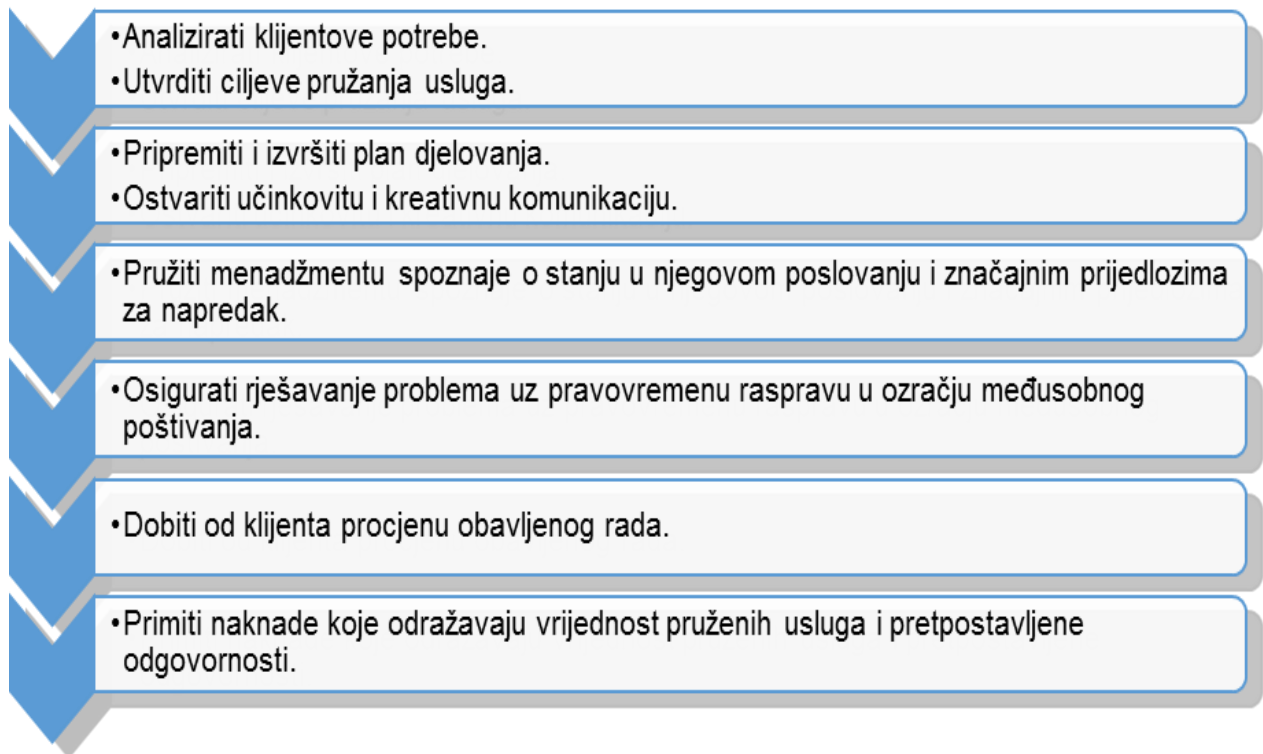 •Analizirati klijentove potrebe.
•Utvrditi ciljeve pružanja usluga.
•Pripremiti i izvršiti plan djelovanja.
•Ostvariti učinkovitu i kreativnu komunikaciju.
•Pružiti menadžmentu spoznaje o stanju u njegovom poslovanju i značajnim prijedlozima
za napredak.
•Osigurati rješavanje problema uz pravovremenu raspravu u ozračju međusobnog
poštivanja.
•Dobiti od klijenta procjenu obavljenog rada.
•Primiti naknade koje odražavaju vrijednost pruženih usluga i pretpostavljene
odgovornosti.